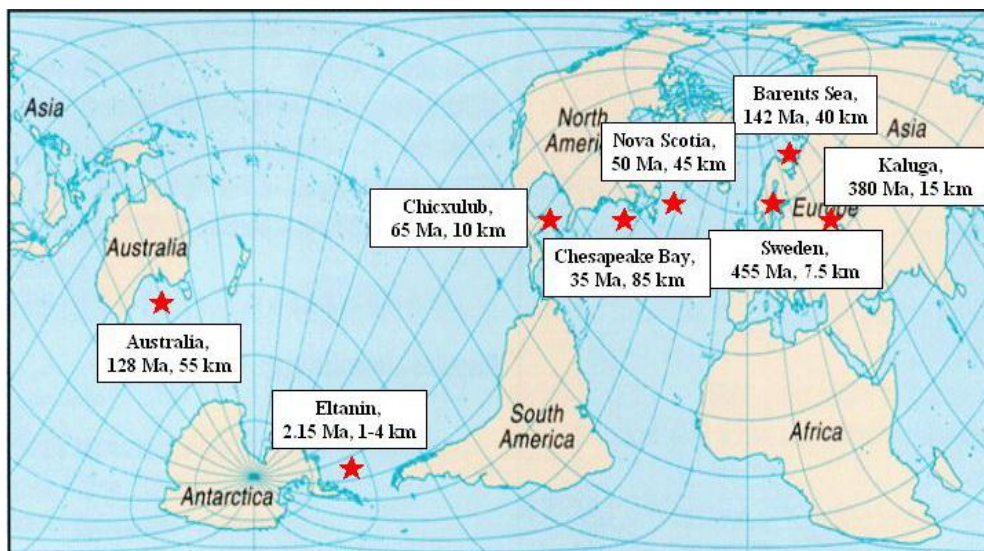 Asia
Australia
Australia,
128 Ma, 55 km
Antarctica
Eltanin,
2.15 Ma, 1-4 km
Chicxulub,
65 Ma, 10 km
North
America
Nova Scotia,
50 Ma, 45 km
Chesapeake Bay,
35 Ma, 85 km
South
America
Barents Sea,
142 Ma, 40 km
Asia
Kaluga,
380 Ma, 15 km
Europe
Sweden,
455 Ma, 7.5 km
Africa